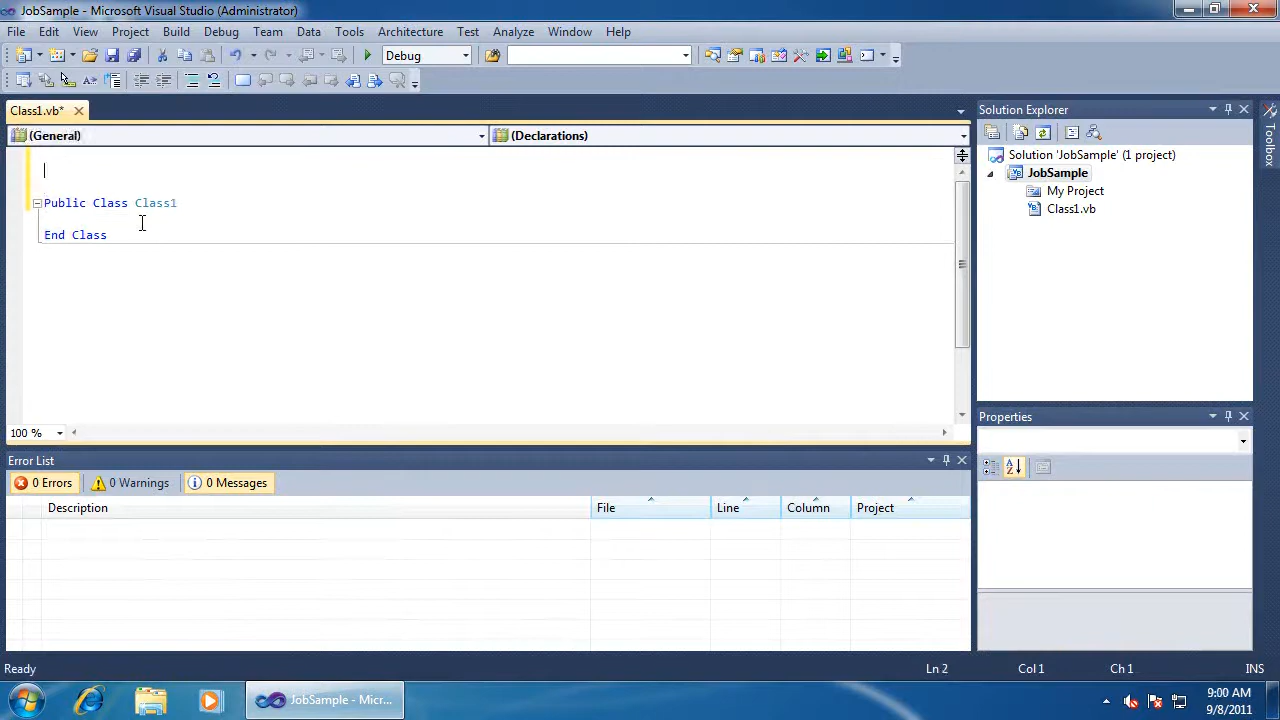 JobSample - Microsoft Visual Studio (Administrator)
File Edit View Project Build Debug Team Data Tools Architecture Test Analyze Window Help
Debug
Class1.vb*
(General) (Declarations)
Public Class Class1
End Class
100 %
Solution Explorer
Solution 'JobSample' (1 project)
JobSample
My Project
Class1.vb
Toolbox
Properties
Error List
0 Errors 0 Warnings 0 Messages
Description File Line Column Project
Ready Ln 2 Col 1 Ch 1 INS
JobSample - Micr...
9:00 AM
9/8/2011